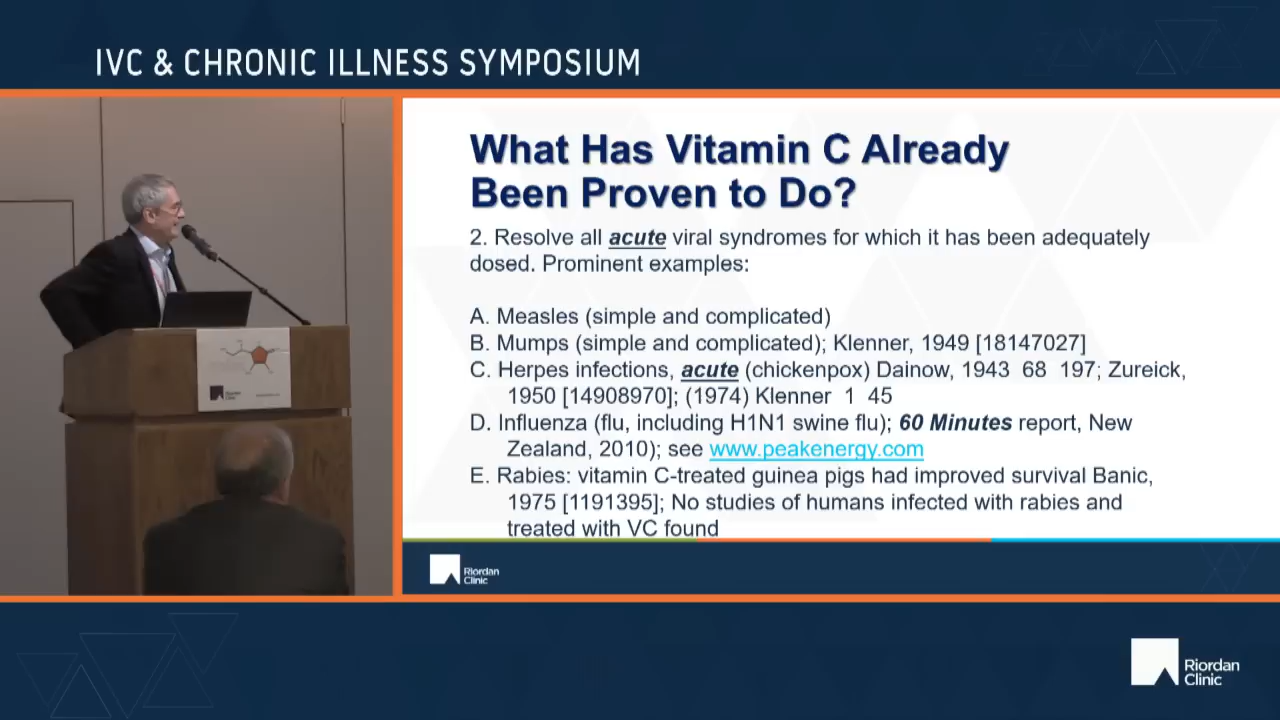 IVC & CHRONIC ILLNESS SYMPOSIUM
What Has Vitamin C Already
Been Proven to Do?
2. Resolve all acute viral syndromes for which it has been adequately
dosed. Prominent examples:
A. Measles (simple and complicated)
B. Mumps (simple and complicated); Klenner, 1949 [18147027]
C. Herpes infections, acute (chickenpox) Dainow, 1943 68 197; Zureick,
1950 [14908970]; (1974) Klenner 1 45
D. Influenza (flu, including H1N1 swine flu); 60 Minutes report, New
Zealand, 2010); see www.peakenergy.com
E. Rabies: vitamin C-treated guinea pigs had improved survival Banic,
1975 [1191395]; No studies of humans infected with rabies and
treated with VC found
Riordan
Clinic
Riordan
Clinic
Riordan
Clinic